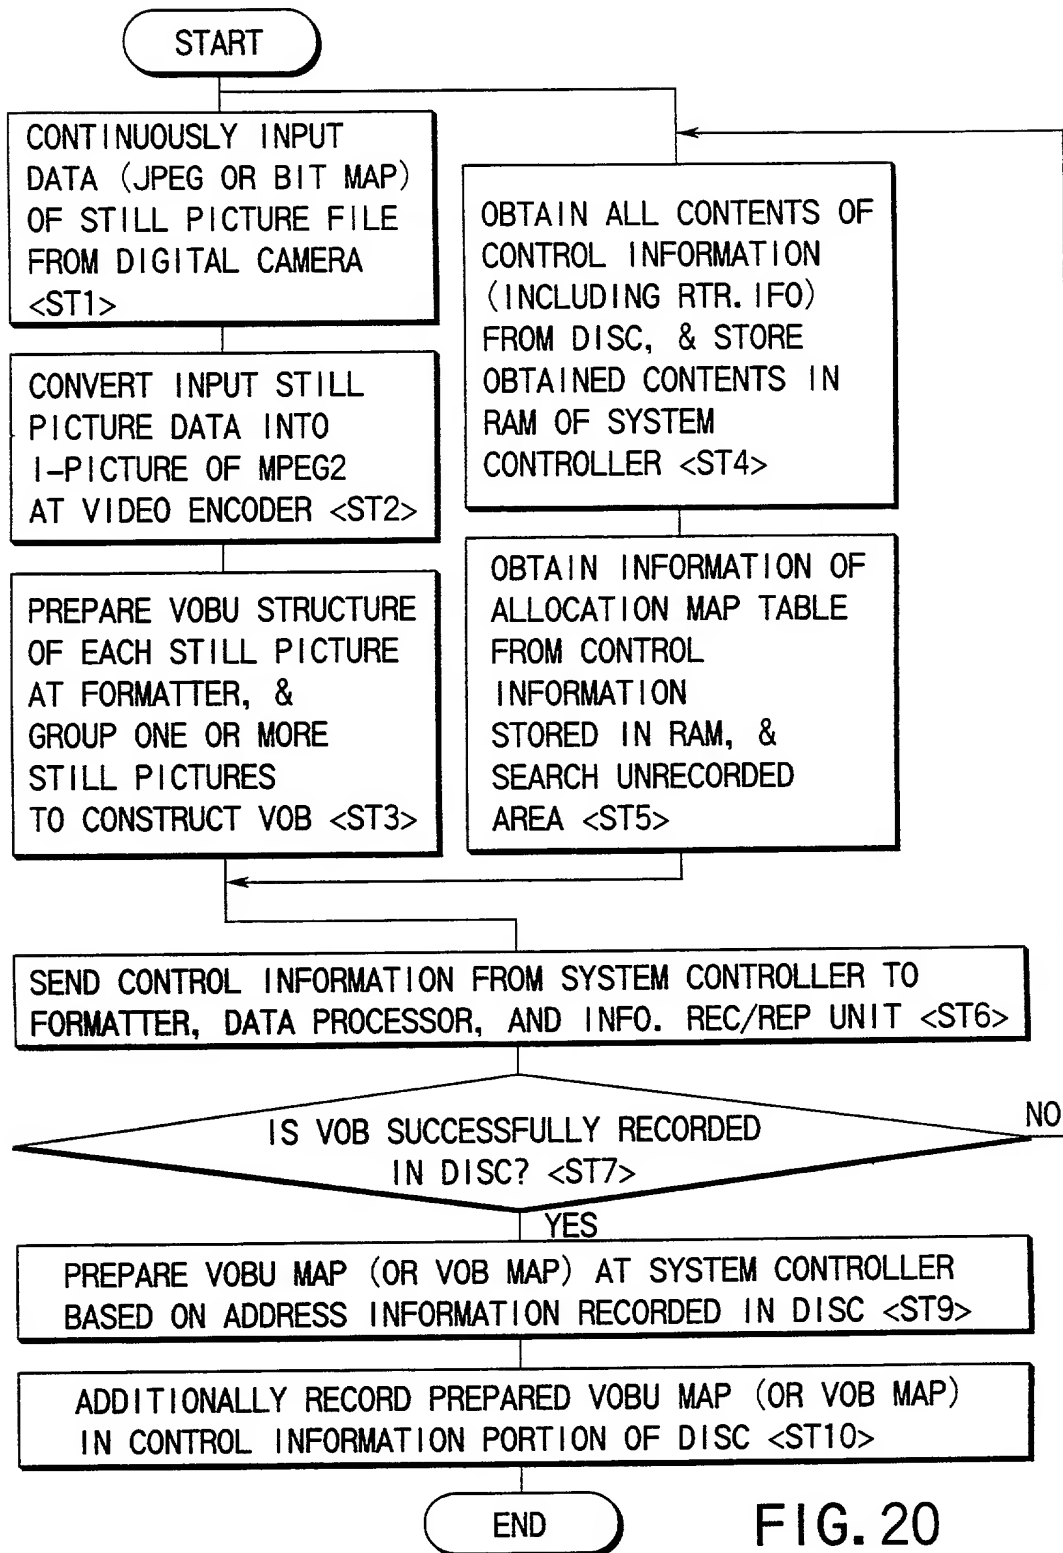 START
CONTINUOUSLY INPUT
DATA (JPEG OR BIT MAP)
OF STILL PICTURE FILE
FROM DIGITAL CAMERA
<ST1>
CONVERT INPUT STILL
PICTURE DATA INTO
I-PICTURE OF MPEG2
AT VIDEO ENCODER <ST2>
PREPARE VOBU STRUCTURE
OF EACH STILL PICTURE
AT FORMATTER, &
GROUP ONE OR MORE
STILL PICTURES
TO CONSTRUCT VOB <ST3>
OBTAIN ALL CONTENTS OF
CONTROL INFORMATION
(INCLUDING RTR. IFO)
FROM DISC, & STORE
OBTAINED CONTENTS IN
RAM OF SYSTEM
CONTROLLER <ST4>
OBTAIN INFORMATION OF
ALLOCATION MAP TABLE
FROM CONTROL
INFORMATION
STORED IN RAM, &
SEARCH UNRECORDED
AREA <ST5>
SEND CONTROL INFORMATION FROM SYSTEM CONTROLLER TO
FORMATTER, DATA PROCESSOR, AND INFO. REC/REP UNIT <ST6>
IS VOB SUCCESSFULLY RECORDED
IN DISC? <ST7>
NO
YES
PREPARE VOBU MAP (OR VOB MAP) AT SYSTEM CONTROLLER
BASED ON ADDRESS INFORMATION RECORDED IN DISC <ST9>
ADDITIONALLY RECORD PREPARED VOBU MAP (OR VOB MAP)
IN CONTROL INFORMATION PORTION OF DISC <ST10>
END
FIG. 20